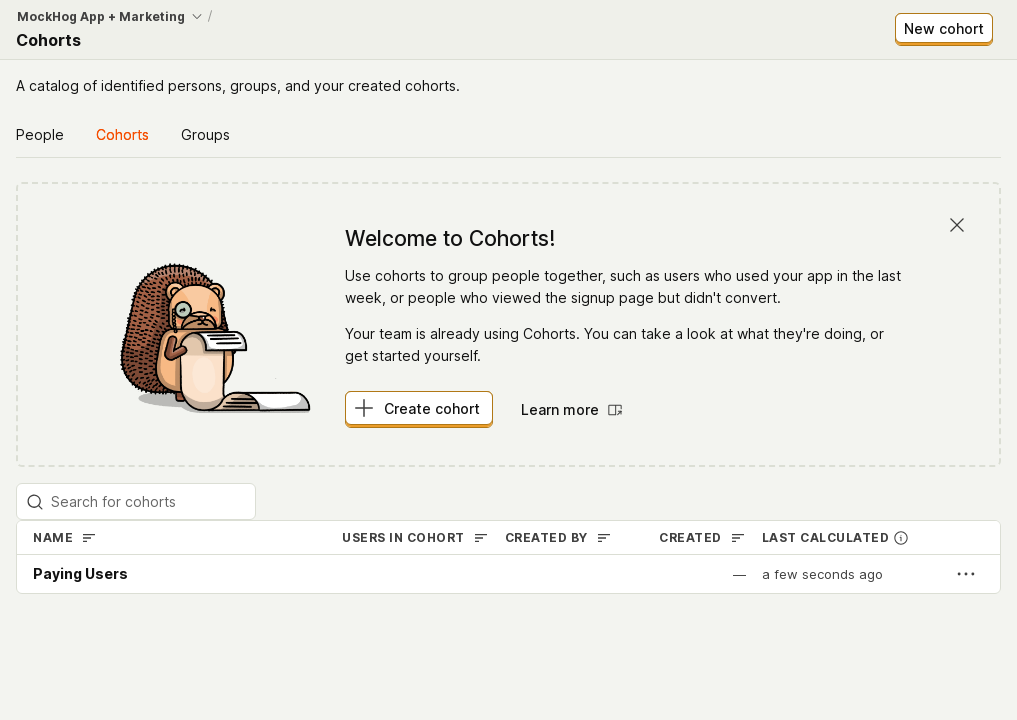 MockHog App + Marketing /
Cohorts
New cohort
A catalog of identified persons, groups, and your created cohorts.
People Cohorts Groups
Welcome to Cohorts!
Use cohorts to group people together, such as users who used your app in the last
week, or people who viewed the signup page but didn't convert.
Your team is already using Cohorts. You can take a look at what they're doing, or
get started yourself.
Create cohort Learn more
Search for cohorts
NAME USERS IN COHORT CREATED BY CREATED LAST CALCULATED
Paying Users — a few seconds ago